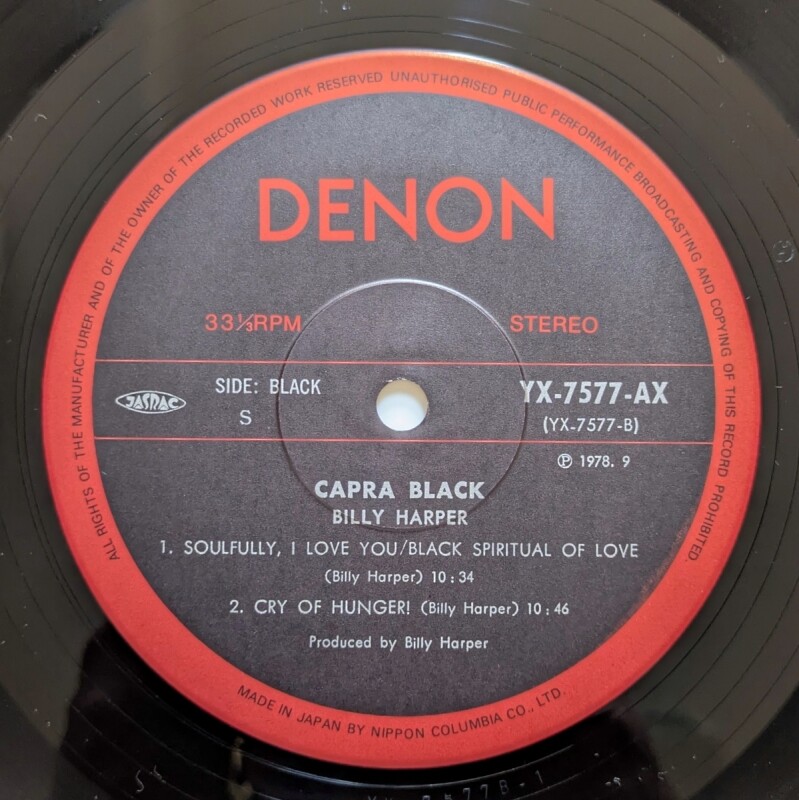 ALL RIGHTS OF THE MANUFACTURER AND OF THE OWNER OF THE RECORDED WORK RESERVED UNAUTHORISED PUBLIC PERFORMANCE BROADCASTING AND COPYING OF THIS RECORD PROHIBITED.
DENON
33⅓RPM STEREO
JASRAC SIDE: BLACK YX-7577-AX
S (YX-7577-B)
Ⓟ 1978. 9
CAPRA BLACK
BILLY HARPER
1. SOULFULLY, I LOVE YOU/BLACK SPIRITUAL OF LOVE
(Billy Harper) 10:34
2. CRY OF HUNGER! (Billy Harper) 10:46
Produced by Billy Harper
MADE IN JAPAN BY NIPPON COLUMBIA CO., LTD.